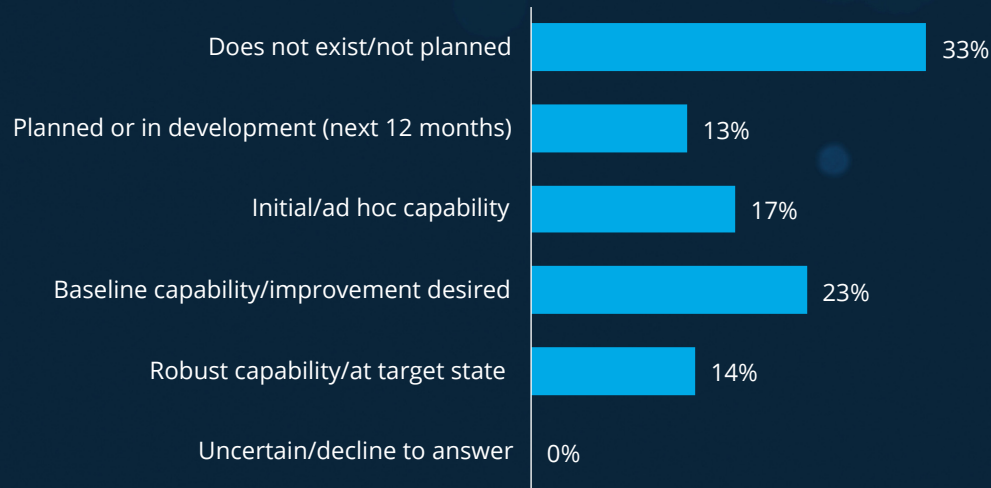 Does not exist/not planned 33%
Planned or in development (next 12 months) 13%
Initial/ad hoc capability 17%
Baseline capability/improvement desired 23%
Robust capability/at target state 14%
Uncertain/decline to answer 0%